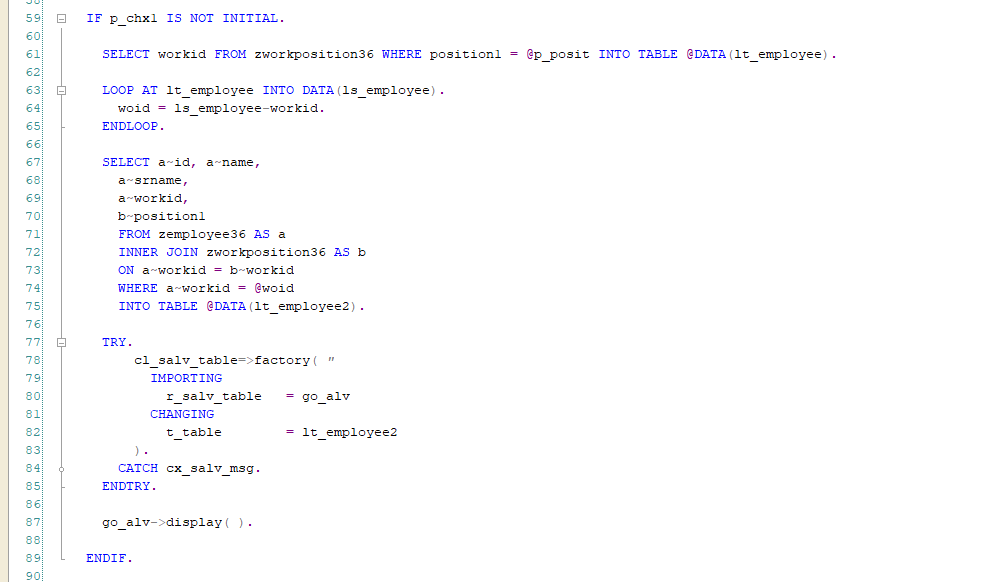 59 IF p_chx1 IS NOT INITIAL.
60
61 SELECT workid FROM zworkposition36 WHERE position1 = @p_posit INTO TABLE @DATA(lt_employee).
62
63 LOOP AT lt_employee INTO DATA(ls_employee).
64 woid = ls_employee-workid.
65 ENDLOOP.
66
67 SELECT a~id, a~name,
68 a~srname,
69 a~workid,
70 b~position1
71 FROM zemployee36 AS a
72 INNER JOIN zworkposition36 AS b
73 ON a~workid = b~workid
74 WHERE a~workid = @woid
75 INTO TABLE @DATA(lt_employee2).
76
77 TRY.
78 cl_salv_table=>factory( "
79 IMPORTING
80 r_salv_table = go_alv
81 CHANGING
82 t_table = lt_employee2
83 ).
84 CATCH cx_salv_msg.
85 ENDTRY.
86
87 go_alv->display( ).
88
89 ENDIF.
90